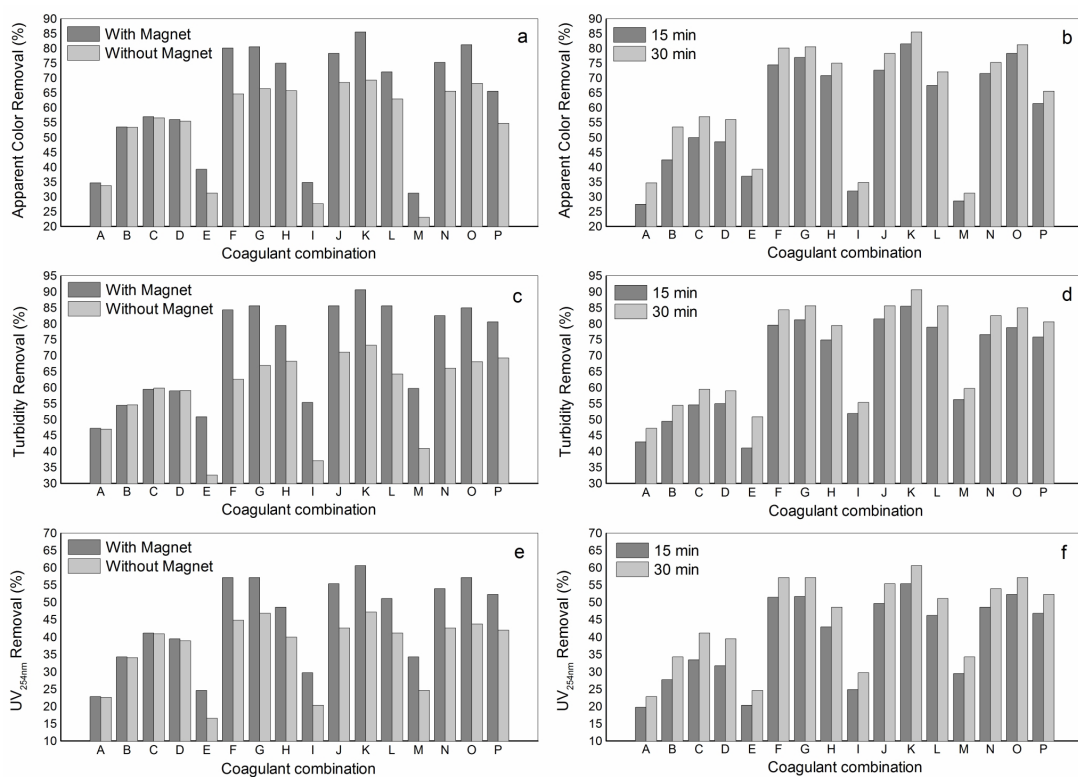 a
With Magnet
Without Magnet
Apparent Color Removal (%)
90
85
80
75
70
65
60
55
50
45
40
35
30
25
20
A B C D E F G H I J K L M N O P
Coagulant combination
b
15 min
30 min
Apparent Color Removal (%)
90
85
80
75
70
65
60
55
50
45
40
35
30
25
20
A B C D E F G H I J K L M N O P
Coagulant combination
c
With Magnet
Without Magnet
Turbidity Removal (%)
95
90
85
80
75
70
65
60
55
50
45
40
35
30
A B C D E F G H I J K L M N O P
Coagulant combination
d
15 min
30 min
Turbidity Removal (%)
95
90
85
80
75
70
65
60
55
50
45
40
35
30
A B C D E F G H I J K L M N O P
Coagulant combination
e
With Magnet
Without Magnet
UV254nm Removal (%)
70
65
60
55
50
45
40
35
30
25
20
15
10
A B C D E F G H I J K L M N O P
Coagulant combination
f
15 min
30 min
UV254nm Removal (%)
70
65
60
55
50
45
40
35
30
25
20
15
10
A B C D E F G H I J K L M N O P
Coagulant combination